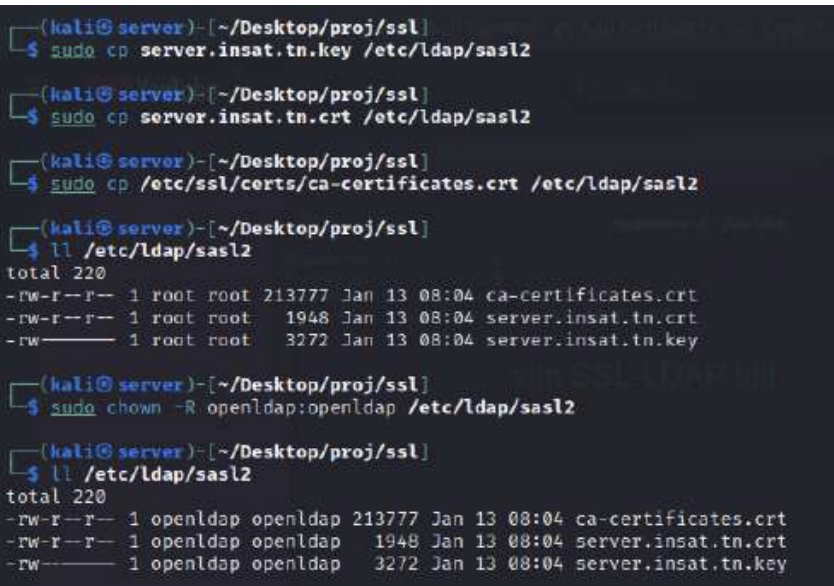 ┌──(kali㉿server)-[~/Desktop/proj/ssl]
└─$ sudo cp server.insat.tn.key /etc/ldap/sasl2
┌──(kali㉿server)-[~/Desktop/proj/ssl]
└─$ sudo cp server.insat.tn.crt /etc/ldap/sasl2
┌──(kali㉿server)-[~/Desktop/proj/ssl]
└─$ sudo cp /etc/ssl/certs/ca-certificates.crt /etc/ldap/sasl2
┌──(kali㉿server)-[~/Desktop/proj/ssl]
└─$ ll /etc/ldap/sasl2
total 220
-rw-r--r-- 1 root root 213777 Jan 13 08:04 ca-certificates.crt
-rw-r--r-- 1 root root   1948 Jan 13 08:04 server.insat.tn.crt
-rw------- 1 root root   3272 Jan 13 08:04 server.insat.tn.key
┌──(kali㉿server)-[~/Desktop/proj/ssl]
└─$ sudo chown -R openldap:openldap /etc/ldap/sasl2
┌──(kali㉿server)-[~/Desktop/proj/ssl]
└─$ ll /etc/ldap/sasl2
total 220
-rw-r--r-- 1 openldap openldap 213777 Jan 13 08:04 ca-certificates.crt
-rw-r--r-- 1 openldap openldap   1948 Jan 13 08:04 server.insat.tn.crt
-rw------- 1 openldap openldap   3272 Jan 13 08:04 server.insat.tn.key